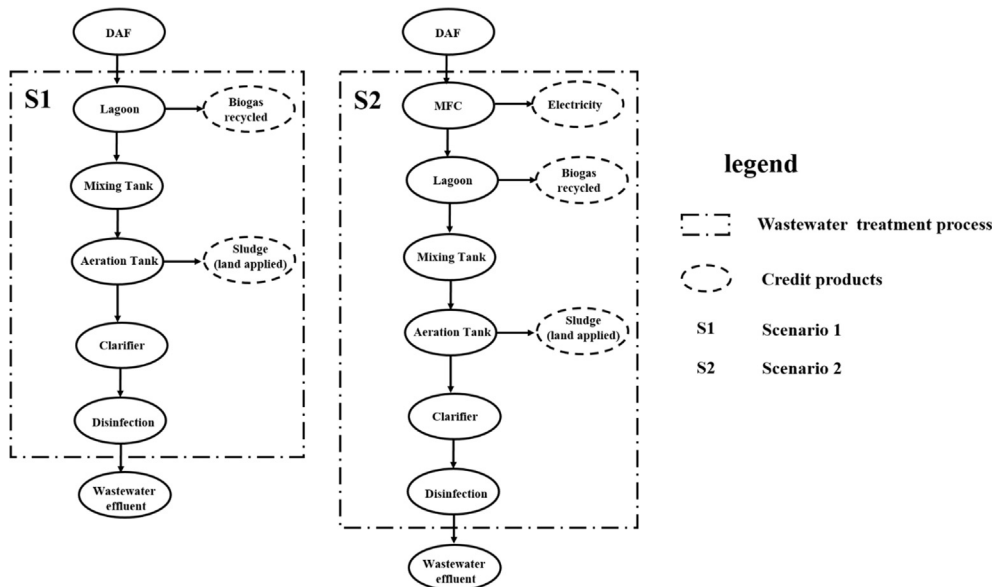 DAF
S1
Lagoon
Biogas
recycled
Mixing Tank
Aeration Tank
Sludge
(land applied)
Clarifier
Disinfection
Wastewater
effluent
DAF
S2
MFC
Electricity
Lagoon
Biogas
recycled
Mixing Tank
Aeration Tank
Sludge
(land applied)
Clarifier
Disinfection
Wastewater
effluent
legend
Wastewater treatment process
Credit products
S1 Scenario 1
S2 Scenario 2